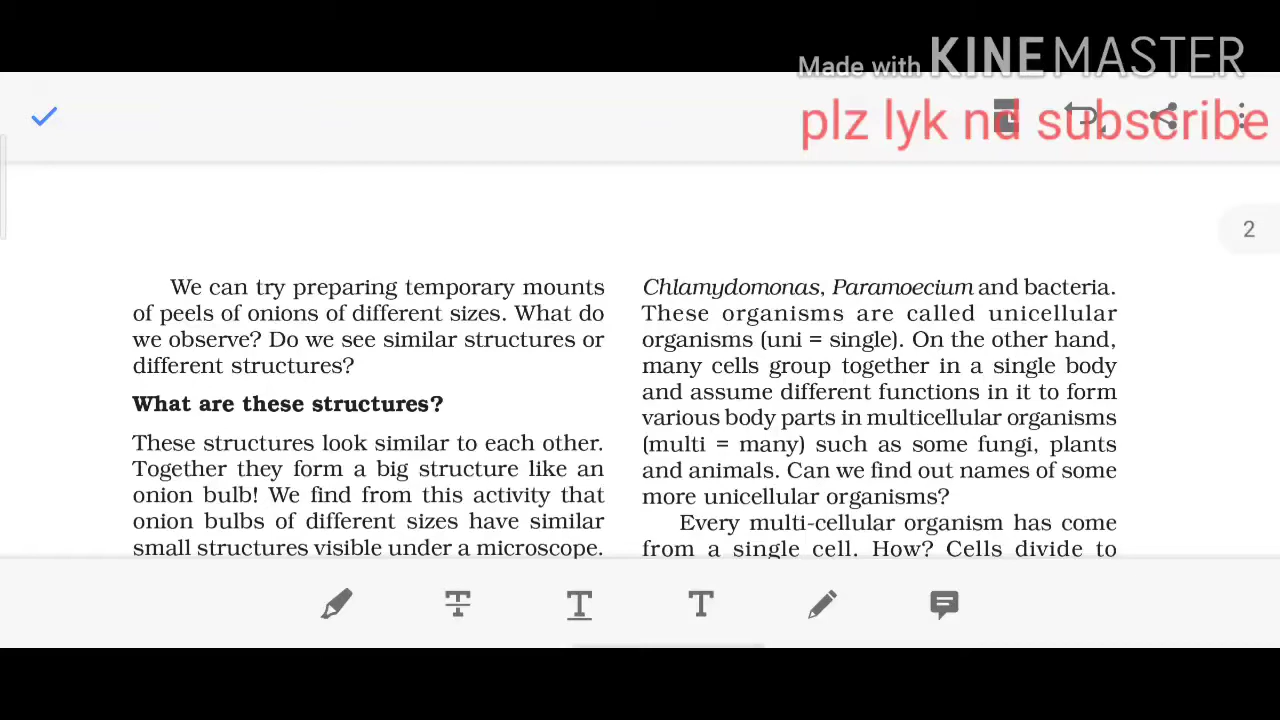 Made with KINEMASTER
plz lyk nd subscribe
2
We can try preparing temporary mounts
of peels of onions of different sizes. What do
we observe? Do we see similar structures or
different structures?
What are these structures?
These structures look similar to each other.
Together they form a big structure like an
onion bulb! We find from this activity that
onion bulbs of different sizes have similar
small structures visible under a microscope.
Chlamydomonas, Paramoecium and bacteria.
These organisms are called unicellular
organisms (uni = single). On the other hand,
many cells group together in a single body
and assume different functions in it to form
various body parts in multicellular organisms
(multi = many) such as some fungi, plants
and animals. Can we find out names of some
more unicellular organisms?
Every multi-cellular organism has come
from a single cell. How? Cells divide to